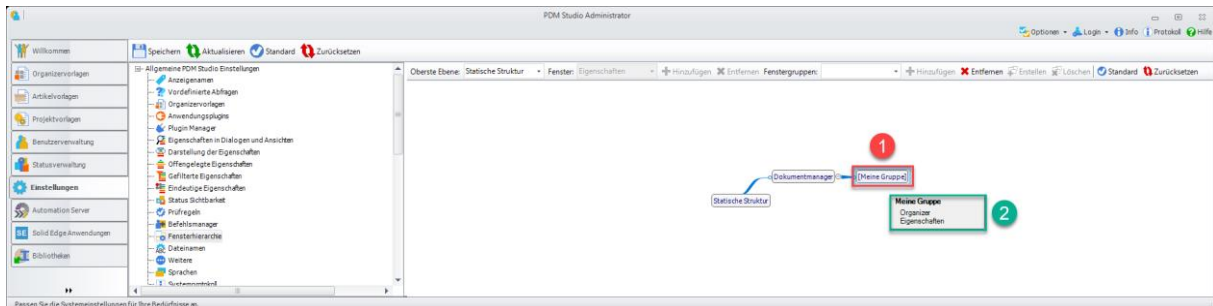 PDM Studio Administrator
Optionen Login Info Protokoll Hilfe
Willkommen
Organizervorlagen
Artikelvorlagen
Projektvorlagen
Benutzerverwaltung
Statusverwaltung
Einstellungen
Automation Server
SE Solid Edge Anwendungen
Bibliotheken
Speichern Aktualisieren Standard Zurücksetzen
Allgemeine PDM Studio Einstellungen
Anzeigenamen
Vordefinierte Abfragen
Organizervorlagen
Anwendungsplugins
Plugin Manager
Eigenschaften in Dialogen und Ansichten
Darstellung der Eigenschaften
Offengelegte Eigenschaften
Gefilterte Eigenschaften
Eindeutige Eigenschaften
Status Sichtbarkeit
Prüfregeln
Befehlsmanager
Fensterhierarchie
Dateinamen
Weitere
Sprachen
Systemprotokoll
Oberste Ebene: Statische Struktur Fenster: Eigenschaften Hinzufügen Entfernen Fenstergruppen: Hinzufügen Entfernen Erstellen Löschen Standard Zurücksetzen
1
Dokumentmanager [Meine Gruppe]
Statische Struktur
Meine Gruppe
Organizer
Eigenschaften
2
Passen Sie die Systemeinstellungen für Ihre Bedürfnisse an